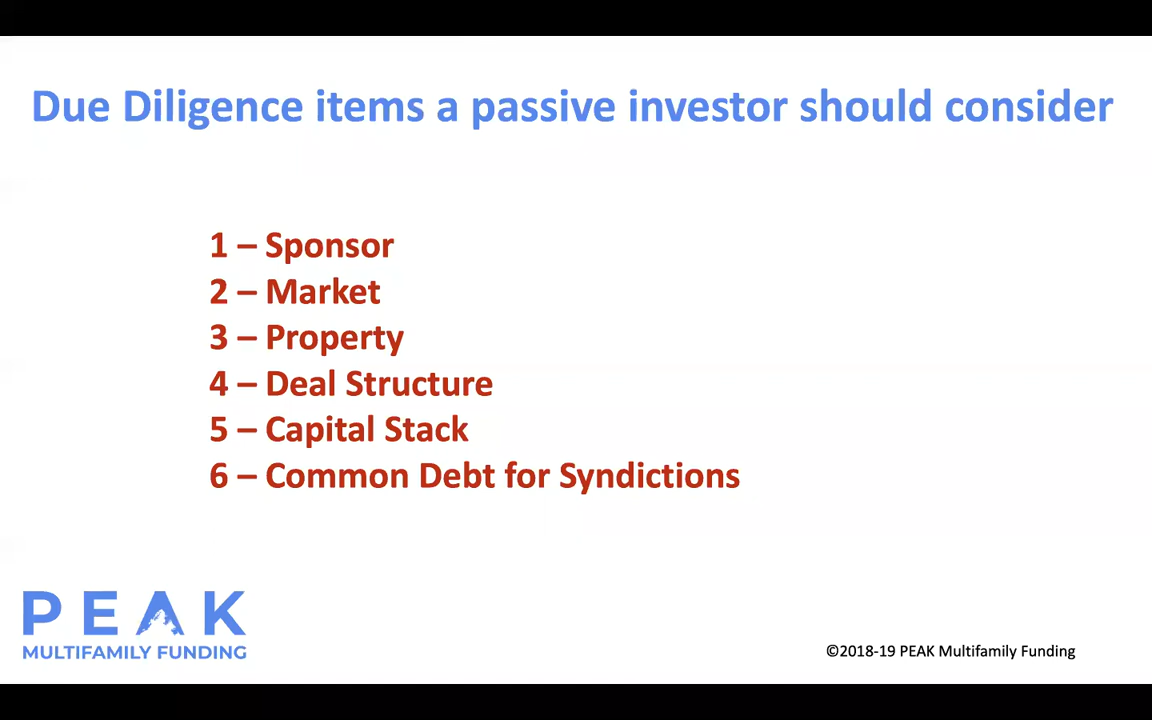 Due Diligence items a passive investor should consider
1 – Sponsor
2 – Market
3 – Property
4 – Deal Structure
5 – Capital Stack
6 – Common Debt for Syndictions
PEAK
MULTIFAMILY FUNDING
©2018-19 PEAK Multifamily Funding